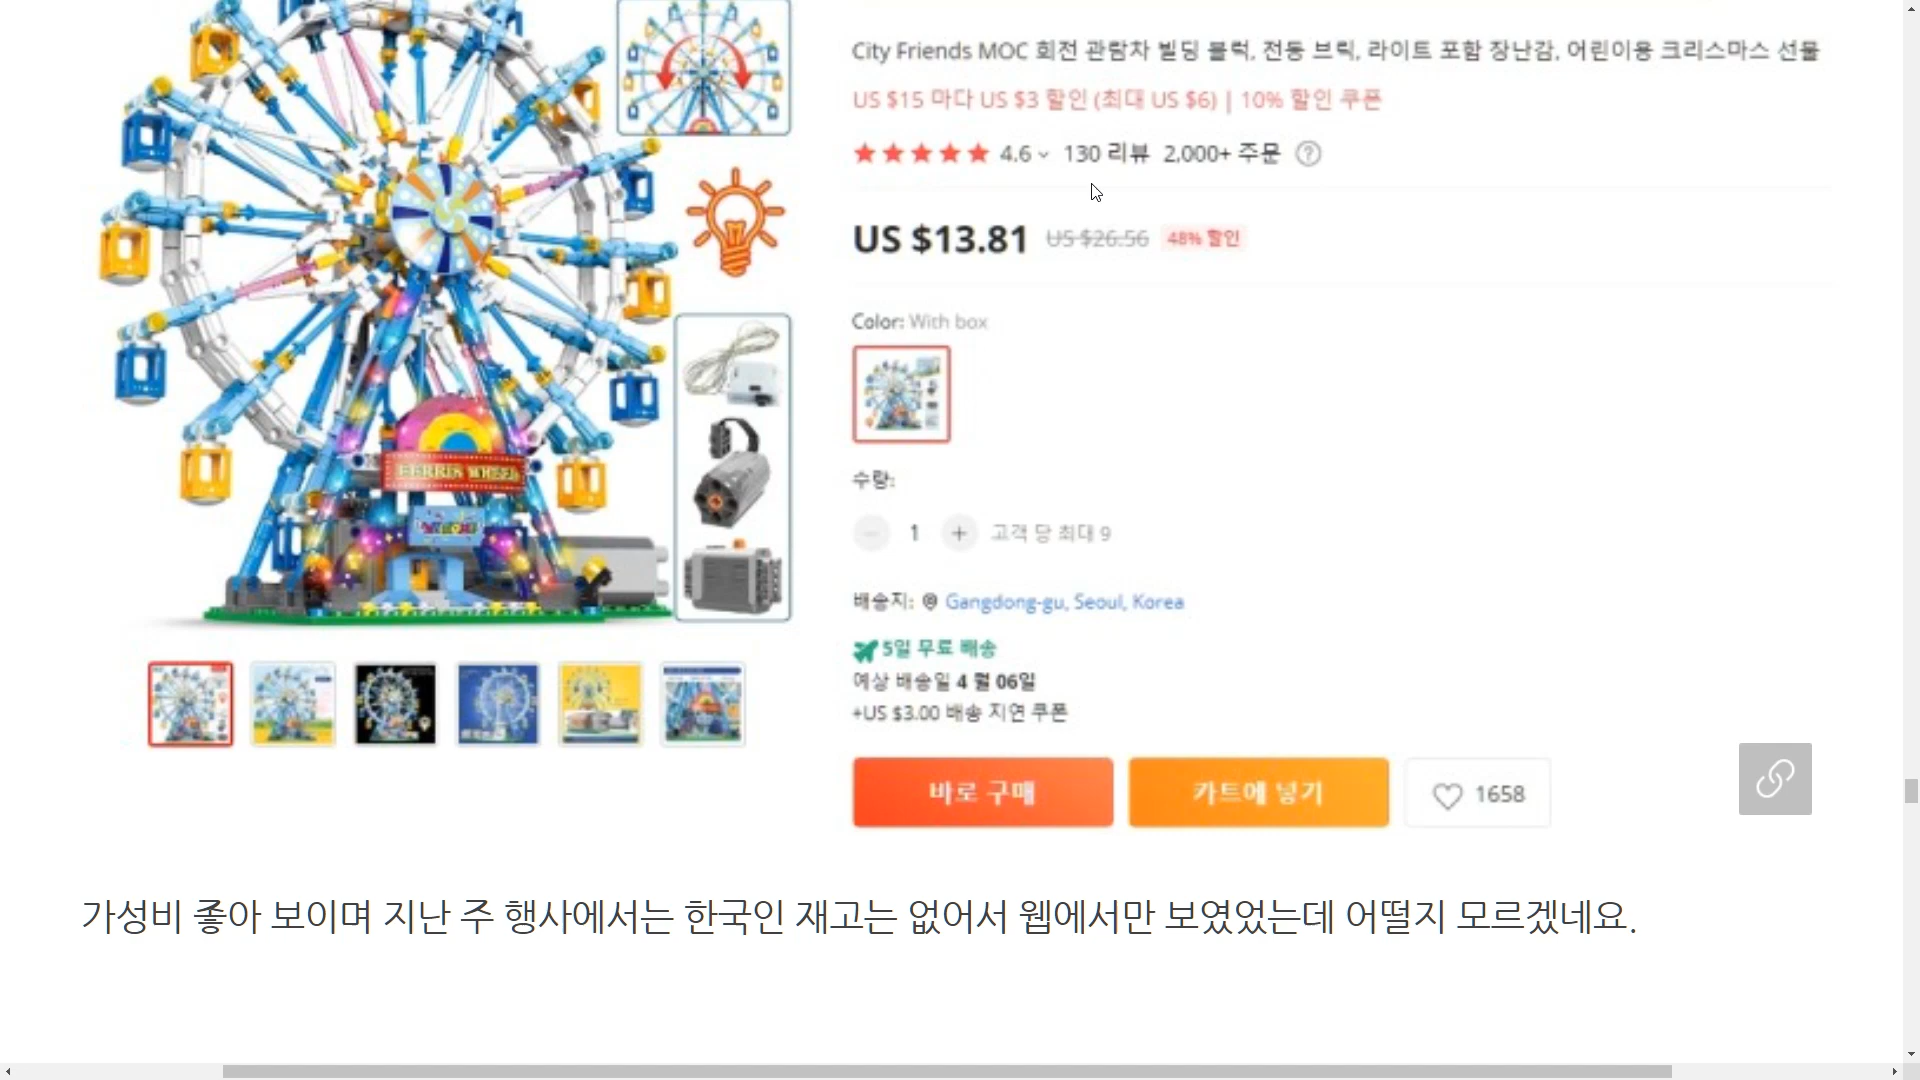 City Friends MOC 회전 관람차 빌딩 블럭, 전동 브릭, 라이트 포함 장난감, 어린이용 크리스마스 선물
US $15 마다 US $3 할인 (최대 US $6) | 10% 할인 쿠폰
4.6 130 리뷰 2,000+ 주문 ?
US $13.81 US $26.56 48% 할인
Color: With box
FERRIS WHEEL
수량:
− 1 + 고객 당 최대 9
배송지: Gangdong-gu, Seoul, Korea
5일 무료 배송
예상 배송일 4 월 06일
+US $3.00 배송 지연 쿠폰
바로 구매 카트에 넣기 1658
가성비 좋아 보이며 지난 주 행사에서는 한국인 재고는 없어서 웹에서만 보였었는데 어떨지 모르겠네요.